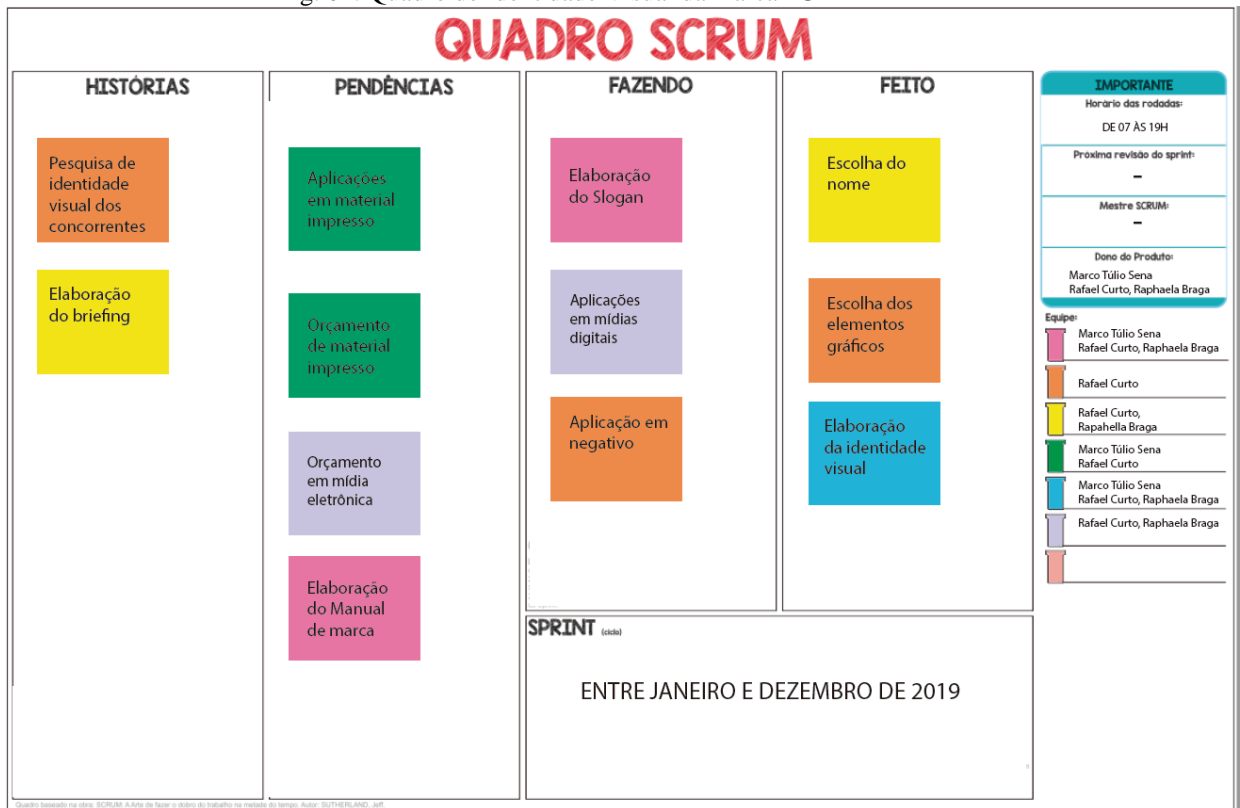 QUADRO SCRUM
HISTÓRIAS
Pesquisa de
identidade
visual dos
concorrentes
Elaboração
do briefing
PENDÊNCIAS
Aplicações
em material
impresso
Orçamento
de material
impresso
Orçamento
em mídia
eletrônica
Elaboração
do Manual
de marca
FAZENDO
Elaboração
do Slogan
Aplicações
em mídias
digitais
Aplicação em
negativo
FEITO
Escolha do
nome
Escolha dos
elementos
gráficos
Elaboração
da identidade
visual
SPRINT (ciclo)
ENTRE JANEIRO E DEZEMBRO DE 2019
IMPORTANTE
Horário das rodadas:
DE 07 ÀS 19H
Próxima revisão do sprint:
–
Mestre SCRUM:
–
Dono do Produto:
Marco Túlio Sena
Rafael Curto, Raphaela Braga
Equipe:
Marco Túlio Sena
Rafael Curto, Raphaela Braga
Rafael Curto
Rafael Curto,
Rapahella Braga
Marco Túlio Sena
Rafael Curto
Marco Túlio Sena
Rafael Curto, Raphaela Braga
Rafael Curto, Raphaela Braga
Quadro baseado na obra: SCRUM: A Arte de fazer o dobro do trabalho na metade do tempo. Autor: SUTHERLAND, Jeff.